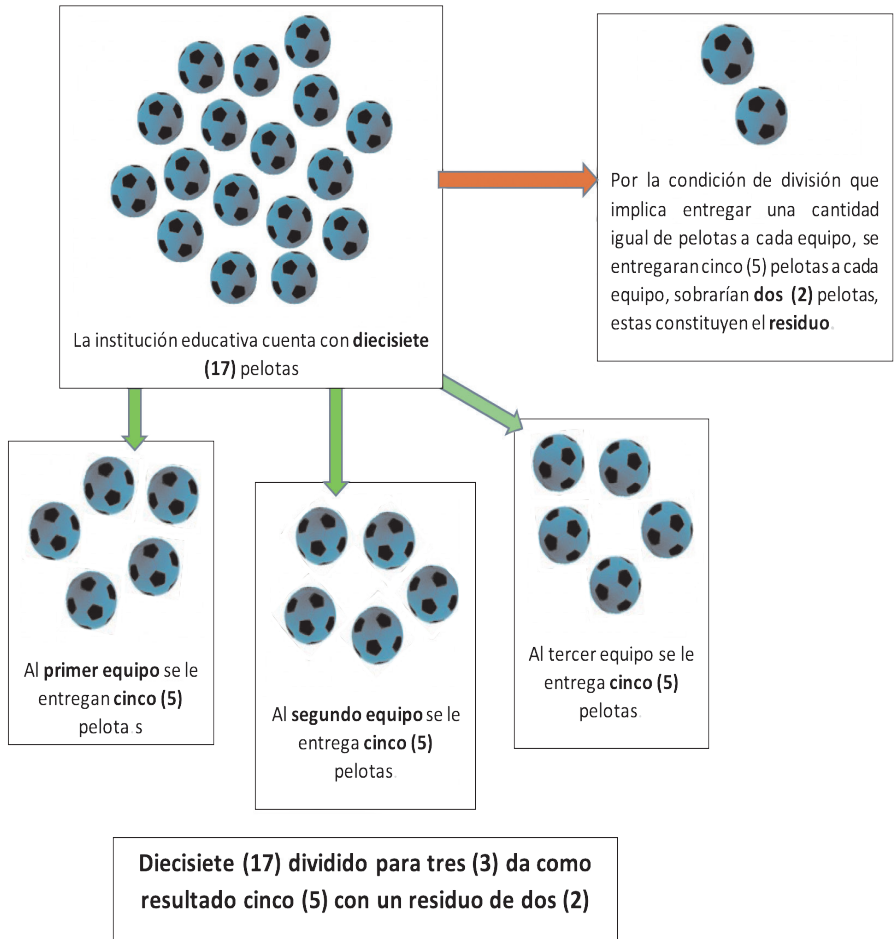 La institución educativa cuenta con diecisiete
(17) pelotas
Por la condición de división que
implica entregar una cantidad
igual de pelotas a cada equipo, se
entregaran cinco (5) pelotas a cada
equipo, sobrarían dos (2) pelotas,
estas constituyen el residuo.
Al primer equipo se le
entregan cinco (5)
pelota s
Al segundo equipo se le
entrega cinco (5)
pelotas.
Al tercer equipo se le
entrega cinco (5)
pelotas.
Diecisiete (17) dividido para tres (3) da como
resultado cinco (5) con un residuo de dos (2)